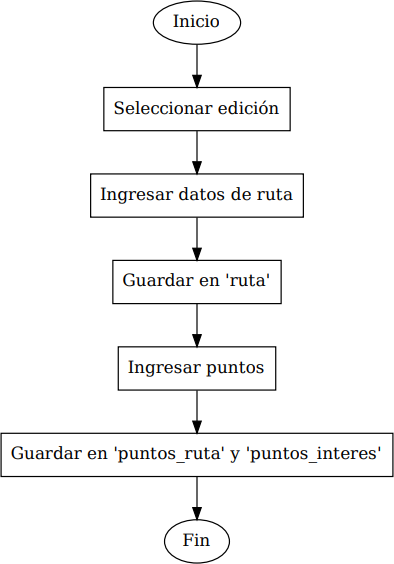 Inicio
Seleccionar edición
Ingresar datos de ruta
Guardar en 'ruta'
Ingresar puntos
Guardar en 'puntos_ruta' y 'puntos_interes'
Fin